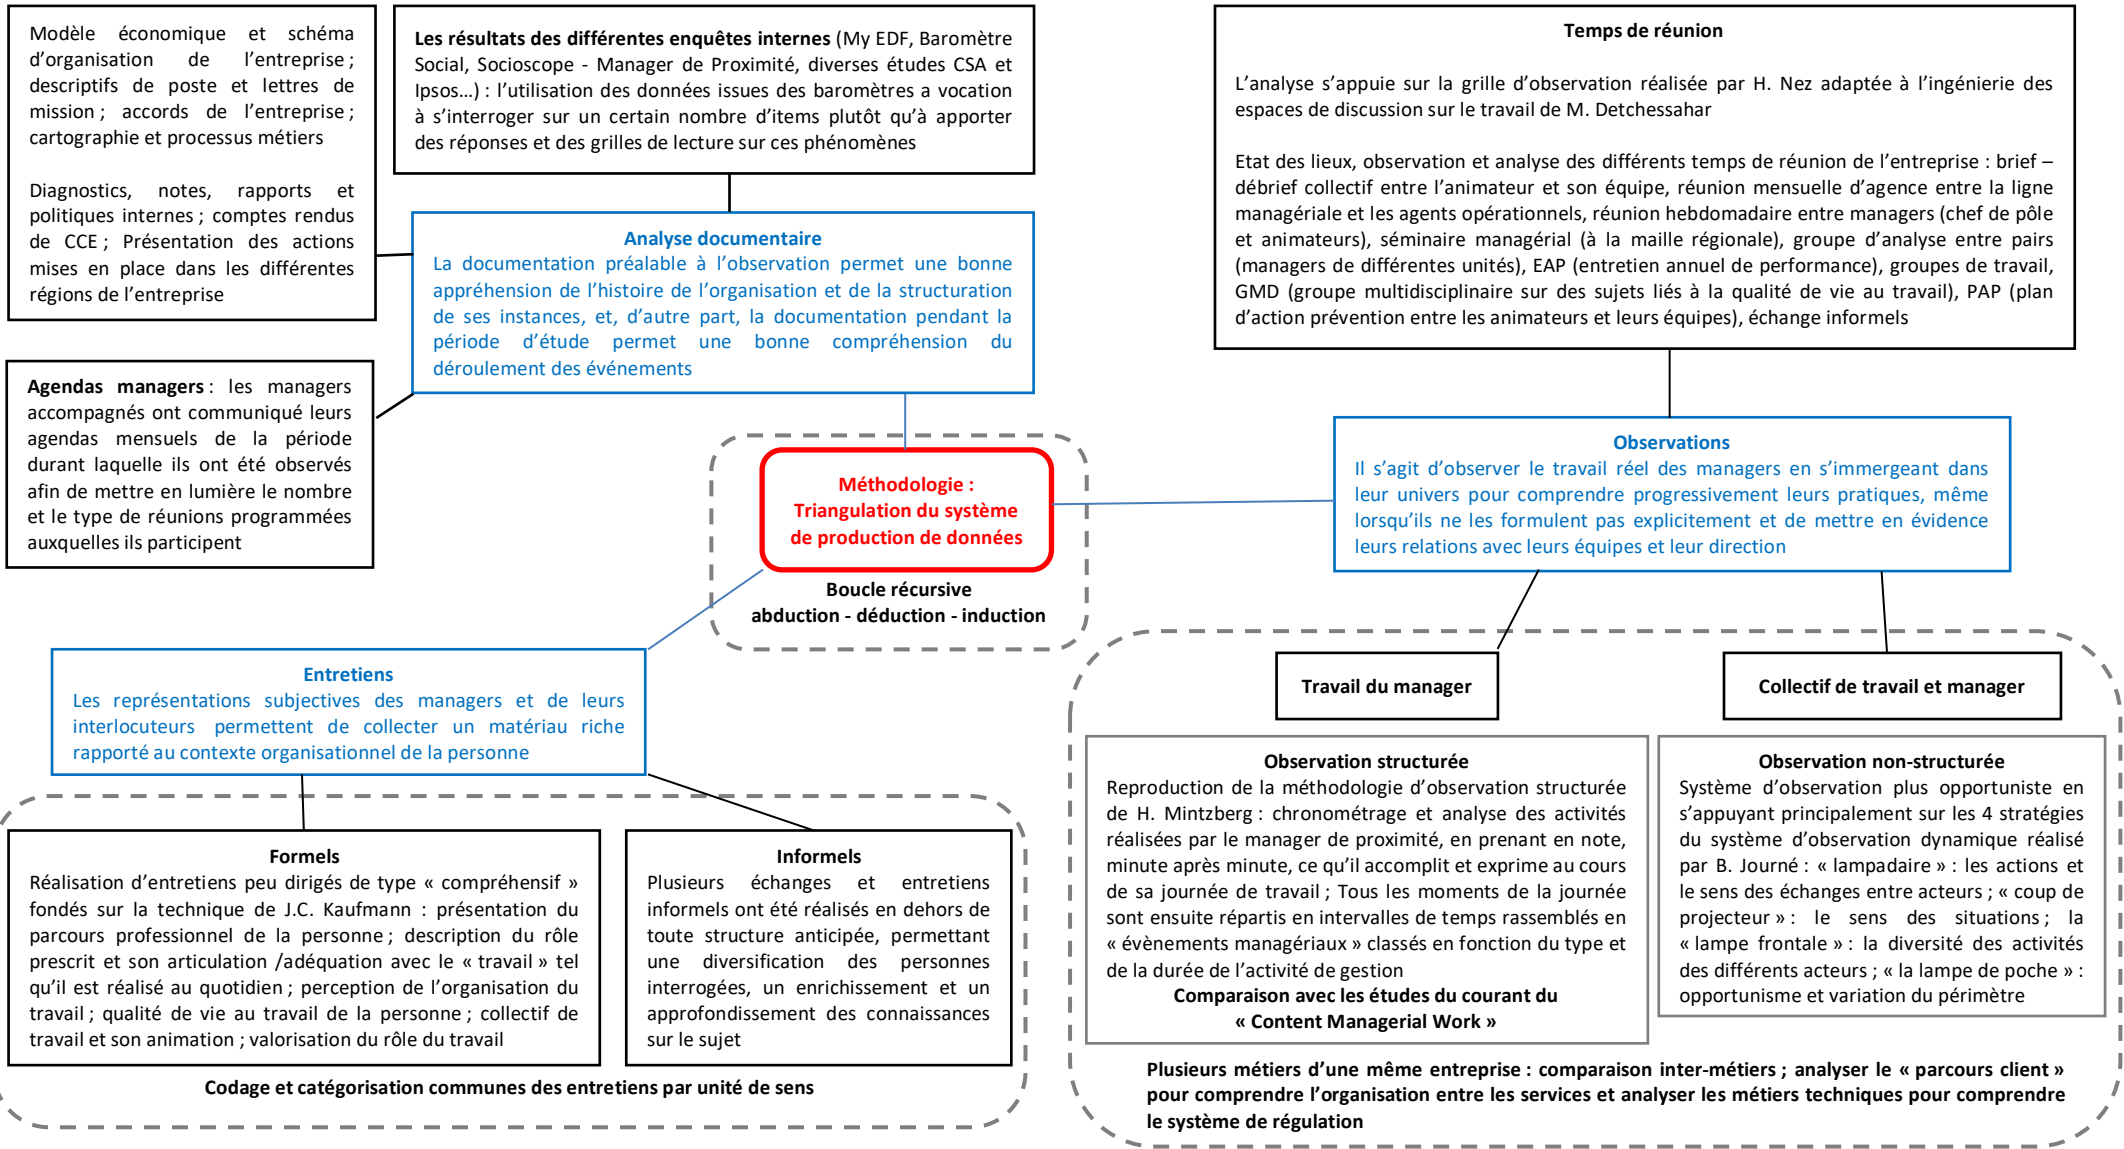 Modèle économique et schéma
d'organisation de l'entreprise ;
descriptifs de poste et lettres de
mission ; accords de l'entreprise ;
cartographie et processus métiers
Diagnostics, notes, rapports et
politiques internes ; comptes rendus
de CCE ; Présentation des actions
mises en place dans les différentes
régions de l'entreprise
Les résultats des différentes enquêtes internes (My EDF, Baromètre
Social, Socioscope - Manager de Proximité, diverses études CSA et
Ipsos…) : l'utilisation des données issues des baromètres a vocation
à s'interroger sur un certain nombre d'items plutôt qu'à apporter
des réponses et des grilles de lecture sur ces phénomènes
Temps de réunion
L'analyse s'appuie sur la grille d'observation réalisée par H. Nez adaptée à l'ingénierie des
espaces de discussion sur le travail de M. Detchessahar
Etat des lieux, observation et analyse des différents temps de réunion de l'entreprise : brief –
débrief collectif entre l'animateur et son équipe, réunion mensuelle d'agence entre la ligne
managériale et les agents opérationnels, réunion hebdomadaire entre managers (chef de pôle
et animateurs), séminaire managérial (à la maille régionale), groupe d'analyse entre pairs
(managers de différentes unités), EAP (entretien annuel de performance), groupes de travail,
GMD (groupe multidisciplinaire sur des sujets liés à la qualité de vie au travail), PAP (plan
d'action prévention entre les animateurs et leurs équipes), échange informels
Analyse documentaire
La documentation préalable à l'observation permet une bonne
appréhension de l'histoire de l'organisation et de la structuration
de ses instances, et, d'autre part, la documentation pendant la
période d'étude permet une bonne compréhension du
déroulement des événements
Agendas managers : les managers
accompagnés ont communiqué leurs
agendas mensuels de la période
durant laquelle ils ont été observés
afin de mettre en lumière le nombre
et le type de réunions programmées
auxquelles ils participent
Méthodologie :
Triangulation du système
de production de données
Boucle récursive
abduction - déduction - induction
Observations
Il s'agit d'observer le travail réel des managers en s'immergeant dans
leur univers pour comprendre progressivement leurs pratiques, même
lorsqu'ils ne les formulent pas explicitement et de mettre en évidence
leurs relations avec leurs équipes et leur direction
Entretiens
Les représentations subjectives des managers et de leurs
interlocuteurs permettent de collecter un matériau riche
rapporté au contexte organisationnel de la personne
Formels
Réalisation d'entretiens peu dirigés de type « compréhensif »
fondés sur la technique de J.C. Kaufmann : présentation du
parcours professionnel de la personne ; description du rôle
prescrit et son articulation /adéquation avec le « travail » tel
qu'il est réalisé au quotidien ; perception de l'organisation du
travail ; qualité de vie au travail de la personne ; collectif de
travail et son animation ; valorisation du rôle du travail
Informels
Plusieurs échanges et entretiens
informels ont été réalisés en dehors de
toute structure anticipée, permettant
une diversification des personnes
interrogées, un enrichissement et un
approfondissement des connaissances
sur le sujet
Codage et catégorisation communes des entretiens par unité de sens
Travail du manager
Observation structurée
Reproduction de la méthodologie d'observation structurée
de H. Mintzberg : chronométrage et analyse des activités
réalisées par le manager de proximité, en prenant en note,
minute après minute, ce qu'il accomplit et exprime au cours
de sa journée de travail ; Tous les moments de la journée
sont ensuite répartis en intervalles de temps rassemblés en
« évènements managériaux » classés en fonction du type et
de la durée de l'activité de gestion
Comparaison avec les études du courant du
« Content Managerial Work »
Collectif de travail et manager
Observation non-structurée
Système d'observation plus opportuniste en
s'appuyant principalement sur les 4 stratégies
du système d'observation dynamique réalisé
par B. Journé : « lampadaire » : les actions et
le sens des échanges entre acteurs ; « coup de
projecteur » : le sens des situations ; la
« lampe frontale » : la diversité des activités
des différents acteurs ; « la lampe de poche » :
opportunisme et variation du périmètre
Plusieurs métiers d'une même entreprise : comparaison inter-métiers ; analyser le « parcours client »
pour comprendre l'organisation entre les services et analyser les métiers techniques pour comprendre
le système de régulation